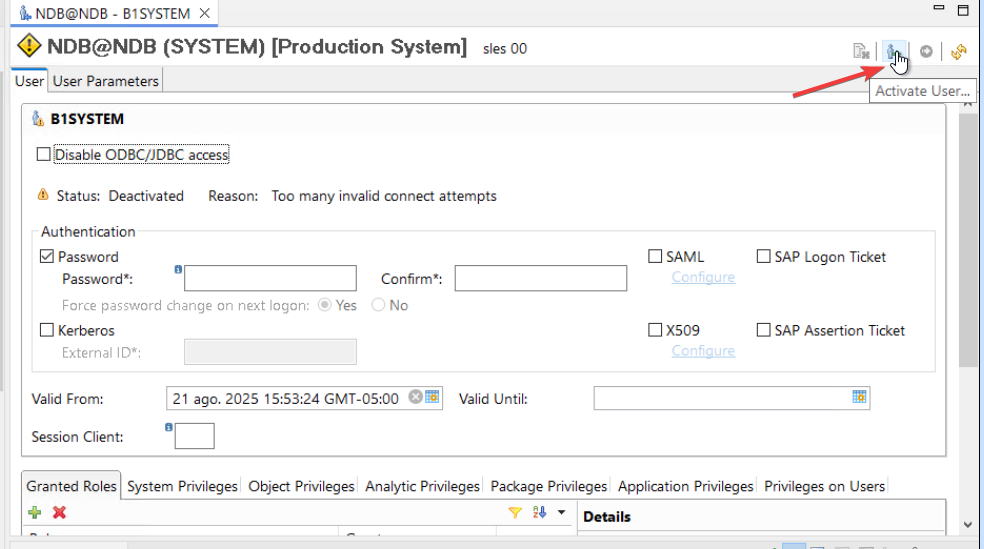 NDB@NDB - B1SYSTEM
NDB@NDB (SYSTEM) [Production System] sles 00
Activate User...
User User Parameters
B1SYSTEM
Disable ODBC/JDBC access
Status: Deactivated Reason: Too many invalid connect attempts
Authentication
Password SAML SAP Logon Ticket
Password*: Confirm*: Configure
Force password change on next logon: Yes No
Kerberos X509 SAP Assertion Ticket
External ID*: Configure
Valid From: 21 ago. 2025 15:53:24 GMT-05:00 Valid Until:
Session Client:
Granted Roles System Privileges Object Privileges Analytic Privileges Package Privileges Application Privileges Privileges on Users
Details